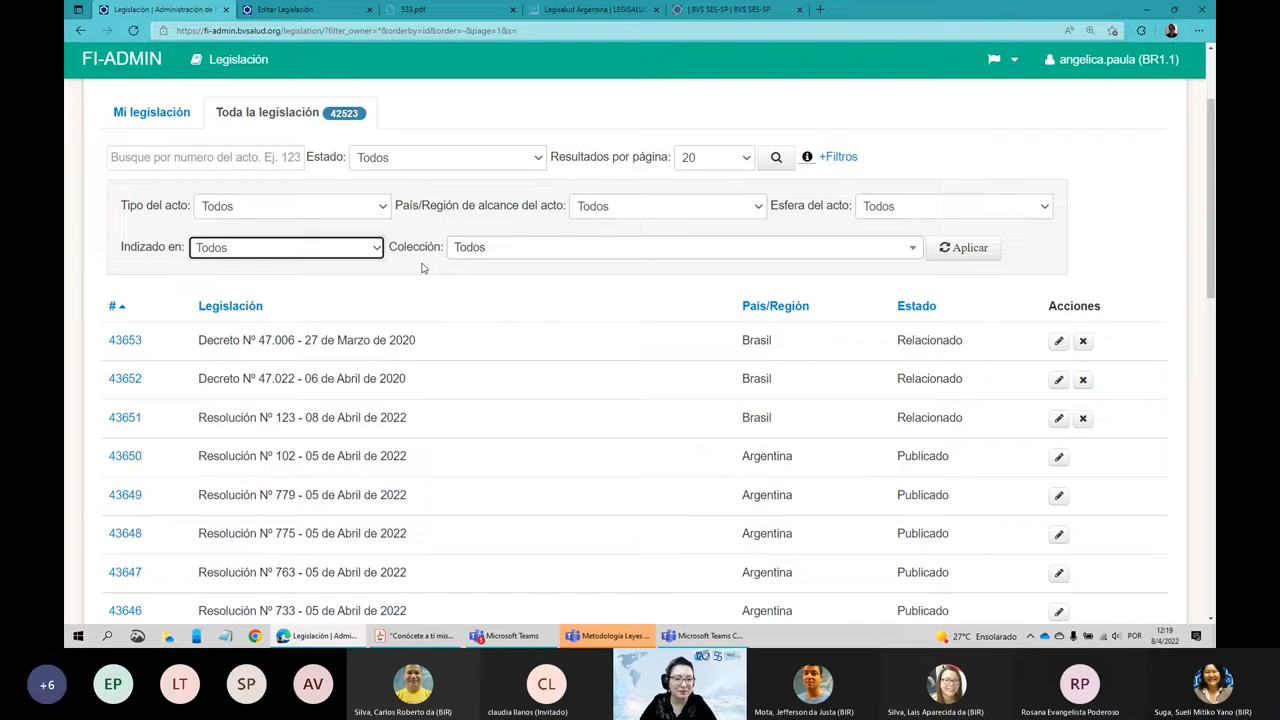 Legislación | Administración de A
Editar Legislación
533.pdf
Legisalud Argentina | LEGISALUD
| BVS SES-SP | BVS SES-SP
https://fi-admin.bvsalud.org/legislation/?filter_owner=*&orderby=id&order=-&page=1&s=
FI-ADMIN Legislación angelica.paula (BR1.1)
Mi legislación Toda la legislación 42523
Busque por numero del acto. Ej. 123 Estado: Todos Resultados por página: 20 +Filtros
Tipo del acto: Todos País/Región de alcance del acto: Todos Esfera del acto: Todos
Indizado en: Todos Colección: Todos Aplicar
# Legislación País/Región Estado Acciones
43653 Decreto Nº 47.006 - 27 de Marzo de 2020 Brasil Relacionado
43652 Decreto Nº 47.022 - 06 de Abril de 2020 Brasil Relacionado
43651 Resolución Nº 123 - 08 de Abril de 2022 Brasil Relacionado
43650 Resolución Nº 102 - 05 de Abril de 2022 Argentina Publicado
43649 Resolución Nº 779 - 05 de Abril de 2022 Argentina Publicado
43648 Resolución Nº 775 - 05 de Abril de 2022 Argentina Publicado
43647 Resolución Nº 763 - 05 de Abril de 2022 Argentina Publicado
43646 Resolución Nº 733 - 05 de Abril de 2022 Argentina Publicado
Legislación | Admi...
"Conócete a ti mis...
Microsoft Teams
Metodología Leyes ...
Microsoft Teams C...
27°C Ensolarado
POR
12:19
8/4/2022
+6 EP LT SP AV CL RP
Silva, Carlos Roberto da (BIR)
claudia llanos (Invitado)
Mota, Jefferson da Justa (BIR)
Silva, Lais Aparecida da (BIR)
Rosana Evangelista Poderoso
Suga, Sueli Mitiko Yano (BIR)